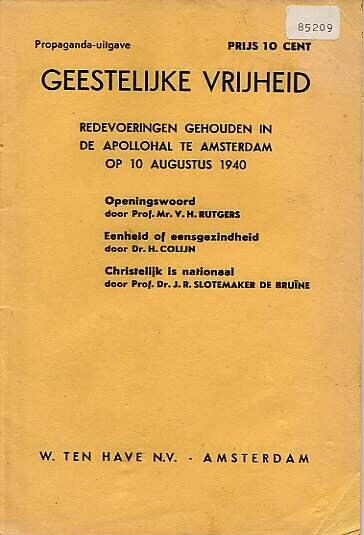 85209
Propaganda-uitgave PRIJS 10 CENT
GEESTELIJKE VRIJHEID
REDEVOERINGEN GEHOUDEN IN
DE APOLLOHAL TE AMSTERDAM
OP 10 AUGUSTUS 1940
Openingswoord
door Prof. Mr. V. H. RUTGERS
Eenheid of eensgezindheid
door Dr. H. COLIJN
Christelijk is nationaal
door Prof. Dr. J. R. SLOTEMAKER DE BRUÏNE
W. TEN HAVE N.V. - AMSTERDAM